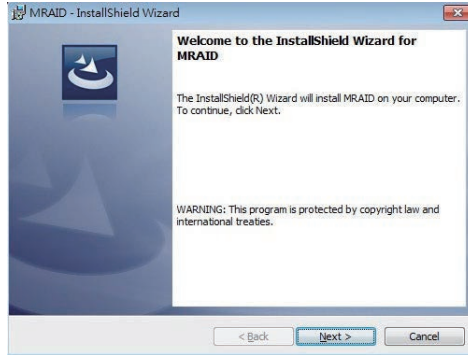 MRAID - InstallShield Wizard
Welcome to the InstallShield Wizard for
MRAID
The InstallShield(R) Wizard will install MRAID on your computer.
To continue, click Next.
WARNING: This program is protected by copyright law and
international treaties.
< Back
Next >
Cancel